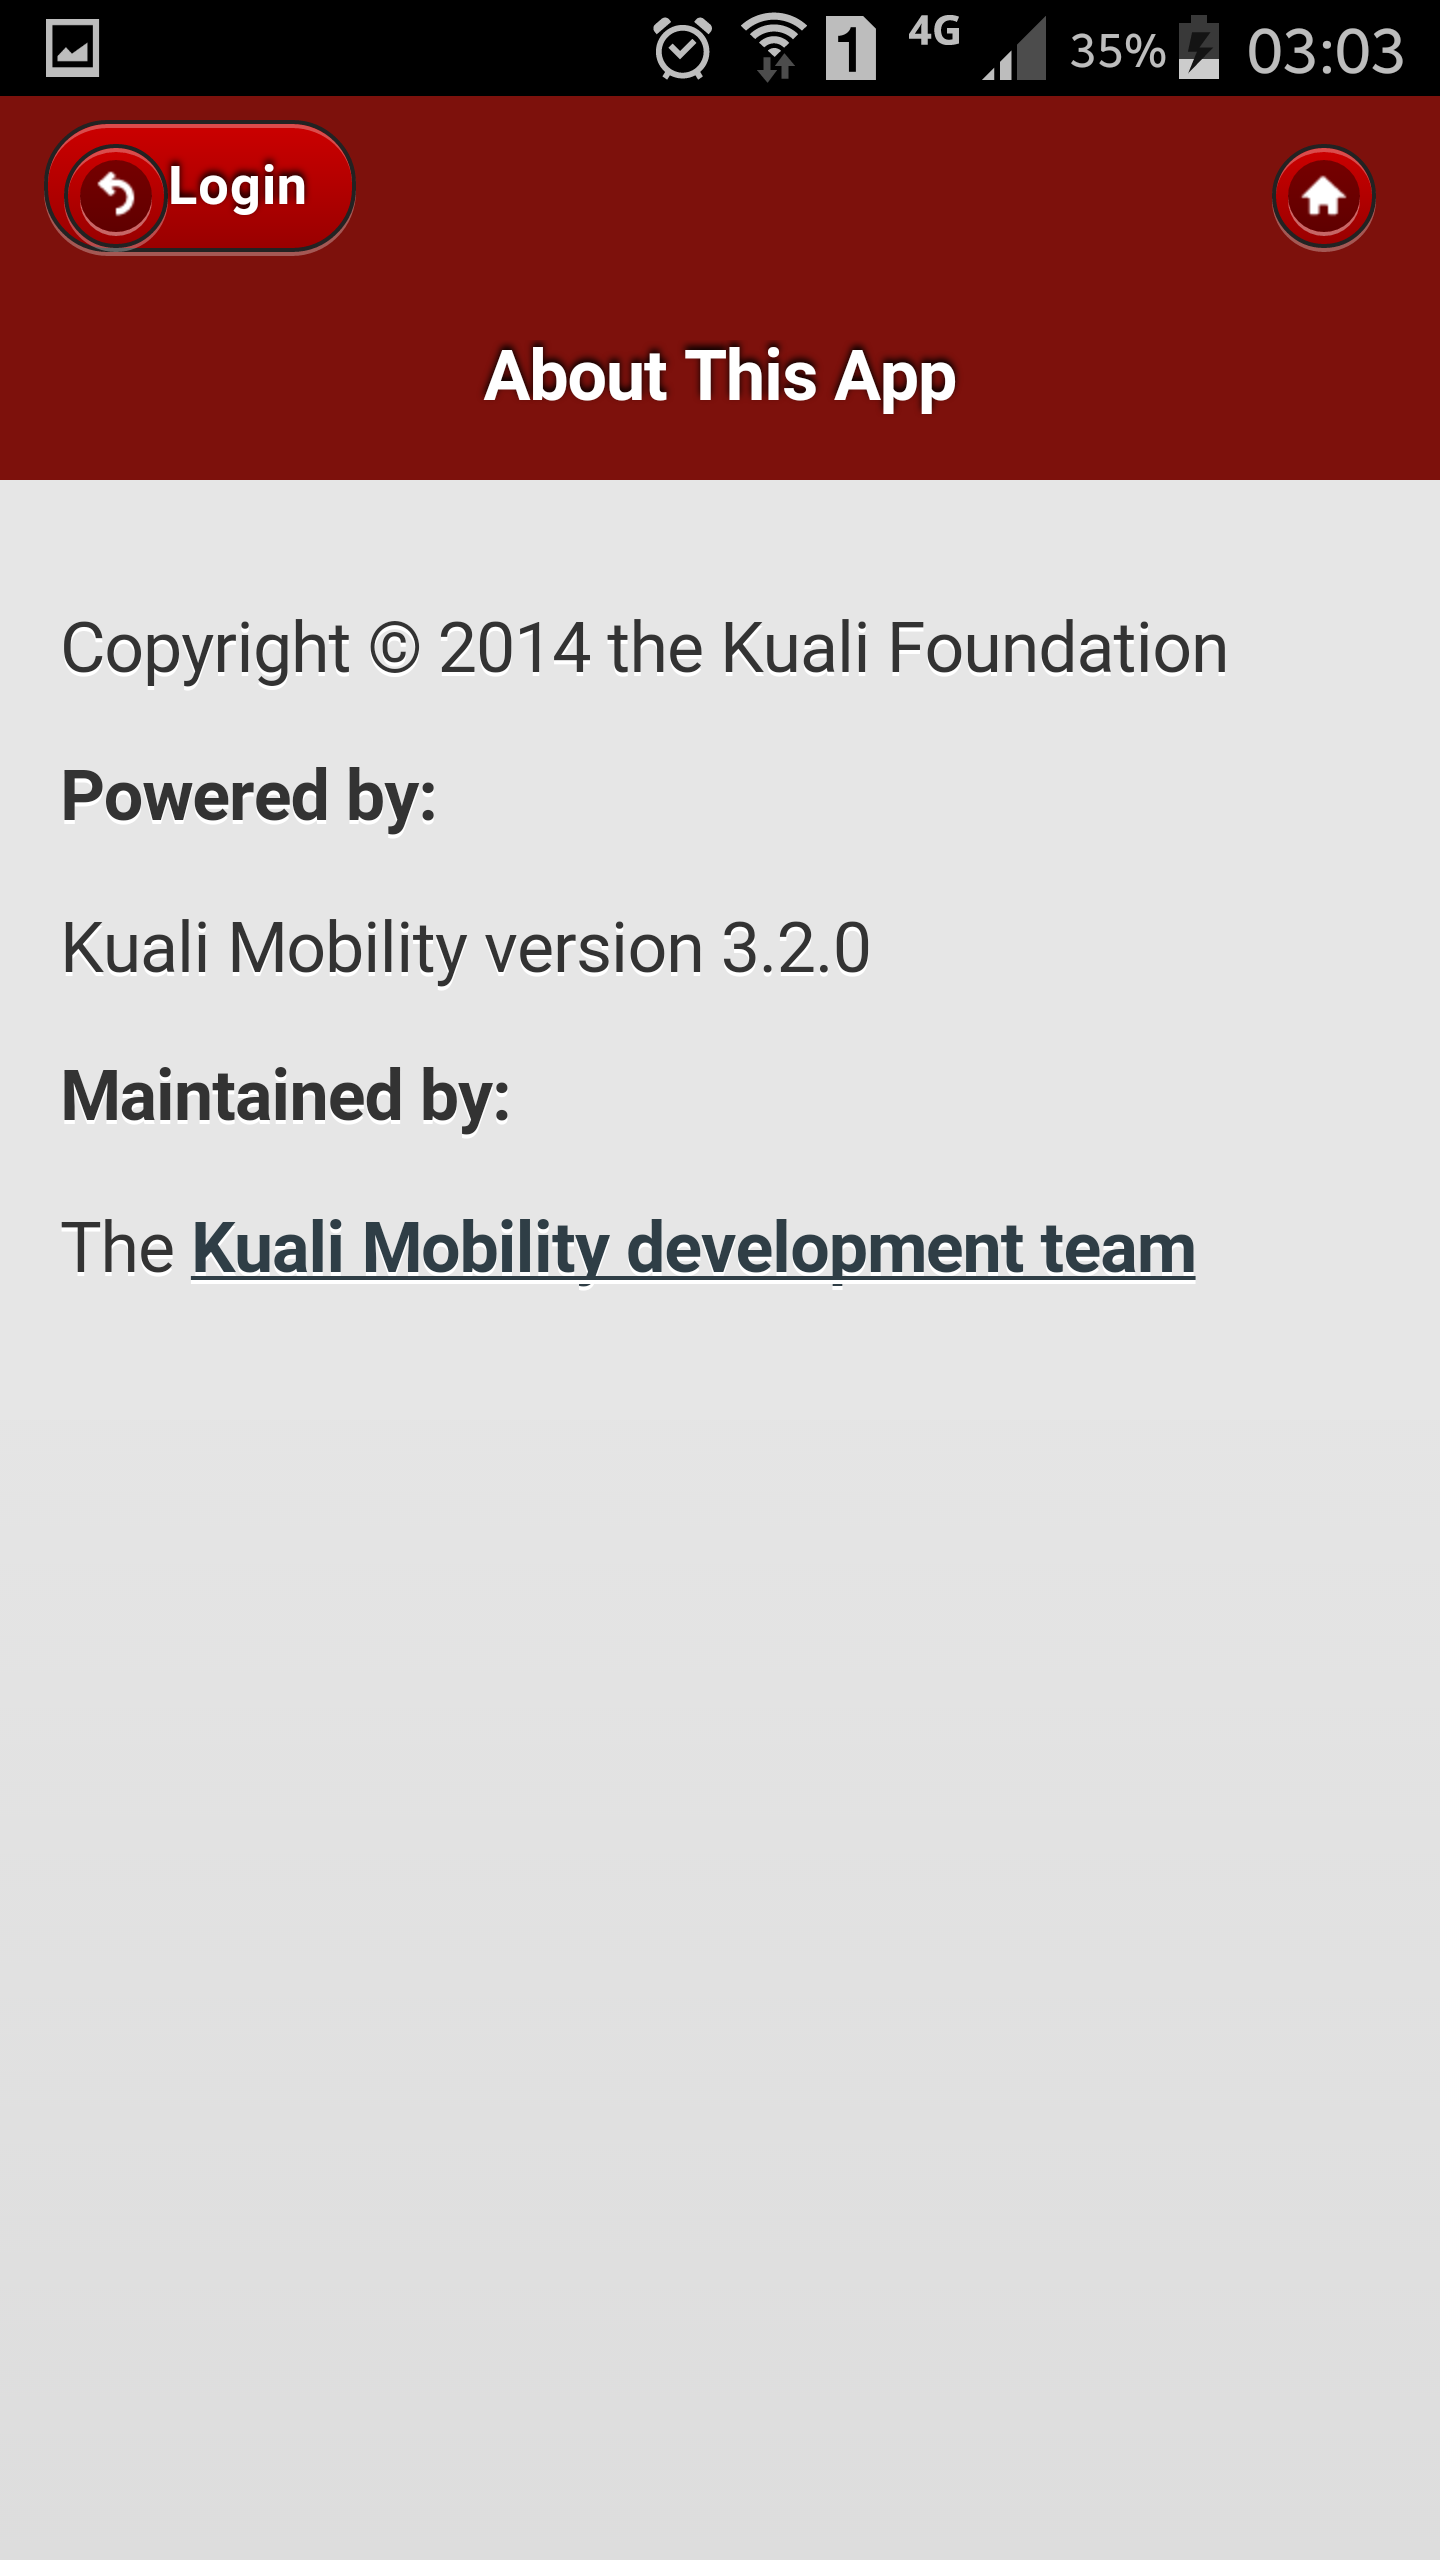 1 4G 35% 03:03
Login
About This App
Copyright © 2014 the Kuali Foundation
Powered by:
Kuali Mobility version 3.2.0
Maintained by:
The Kuali Mobility development team